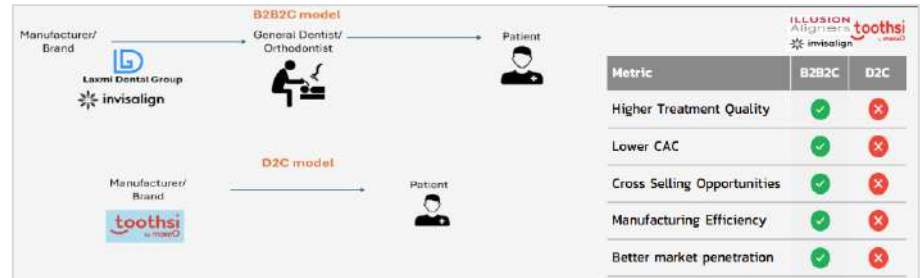 B2B2C model
Manufacturer/
Brand
General Dentist/
Orthodontist
Patient
Laxmi Dental Group
invisalign
D2C model
Manufacturer/
Brand
Patient
toothsi
ILLUSION
Aligners
invisalign
toothsi
Metric B2B2C D2C
Higher Treatment Quality
Lower CAC
Cross Selling Opportunities
Manufacturing Efficiency
Better market penetration